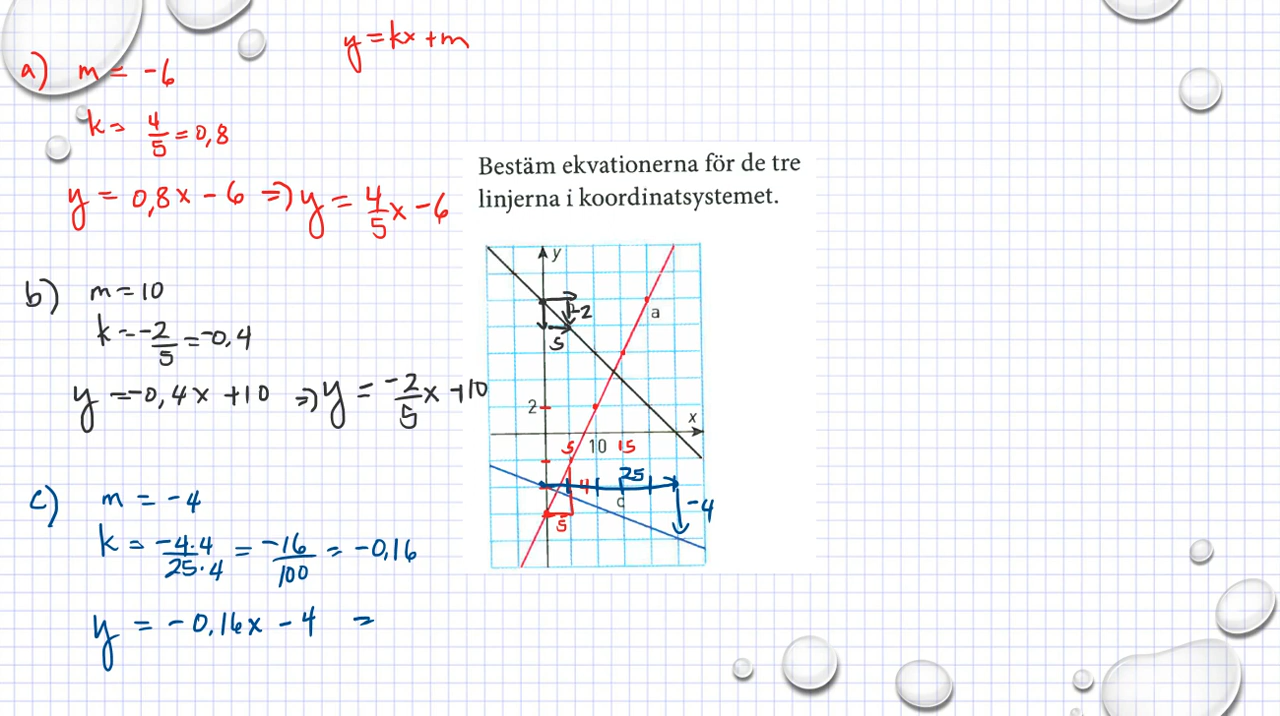 y = kx + m
a) m = -6
k = 4/5 = 0,8
y = 0,8x - 6 => y = 4/5 x - 6
Bestäm ekvationerna för de tre
linjerna i koordinatsystemet.
b) m = 10
k = -2/5 = -0,4
y = -0,4x + 10 => y = -2/5 x + 10
c) m = -4
k = -4·4/25·4 = -16/100 = -0,16
y = -0,16x - 4 =
y
-2
a
5
2
x
5 10 15
4 25
c -4
5